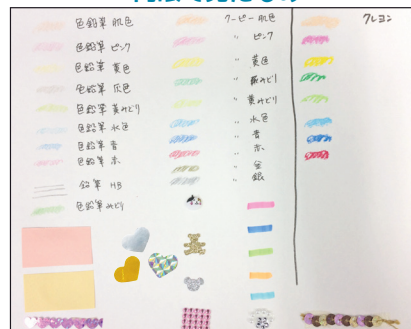 色鉛筆 肌色
色鉛筆 ピンク
色鉛筆 黄色
色鉛筆 灰色
色鉛筆 黄みどり
色鉛筆 水色
色鉛筆 青
色鉛筆 赤
鉛筆 HB
色鉛筆 みどり
クーピー 肌色
〃 ピンク
〃 黄色
〃 みどり
〃 黄みどり
〃 水色
〃 青
〃 赤
〃 金
〃 銀
クレヨン